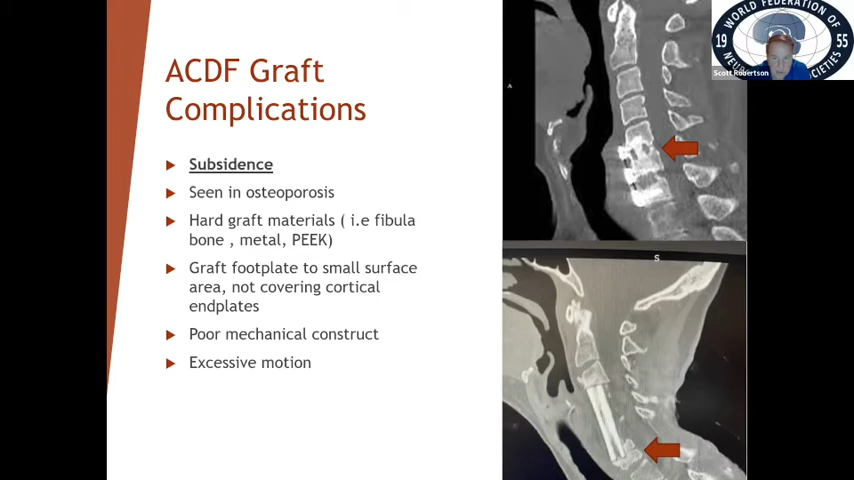 ACDF Graft
Complications
Subsidence
Seen in osteoporosis
Hard graft materials ( i.e fibula
bone , metal, PEEK)
Graft footplate to small surface
area, not covering cortical
endplates
Poor mechanical construct
Excessive motion
A
S
WORLD FEDERATION OF
19 55
Scott Robertson